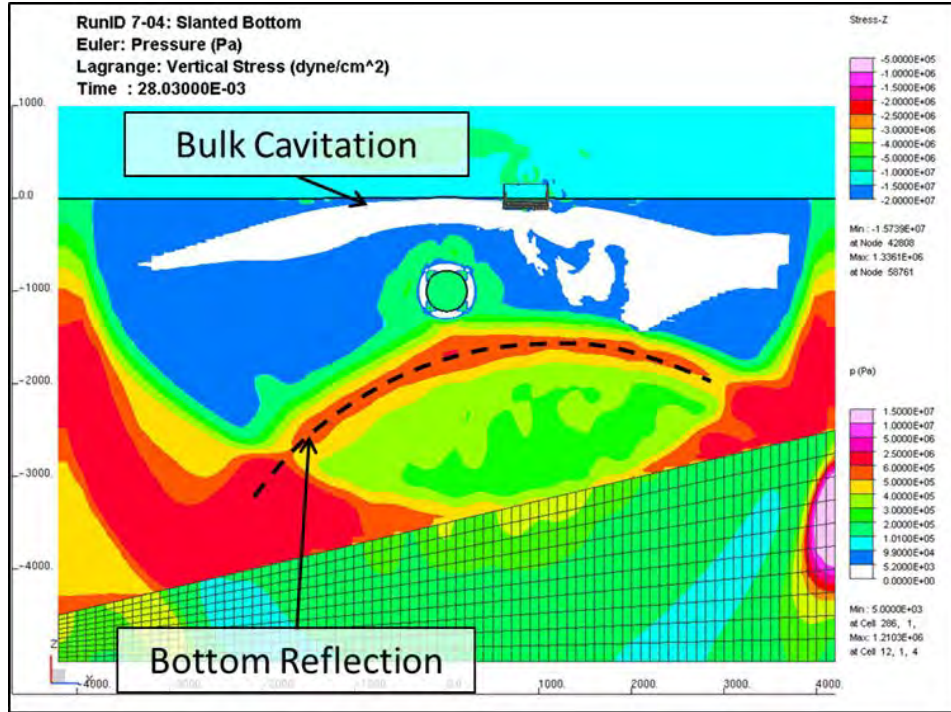 RunID 7-04: Slanted Bottom
Euler: Pressure (Pa)
Lagrange: Vertical Stress (dyne/cm^2)
Time : 28.03000E-03
Stress-Z
-5.0000E+05
-1.0000E+06
-1.5000E+06
-2.0000E+06
-2.5000E+06
-3.0000E+06
-4.0000E+06
-5.0000E+06
-1.0000E+07
-1.5000E+07
-2.0000E+07
Min : -1.5739E+07
at Node 42808
Max: 1.3361E+06
at Node 58761
1000.
0.0
-1000.
-2000.
-3000.
-4000.
Bulk Cavitation
Bottom Reflection
p (Pa)
1.5000E+07
1.0000E+07
5.0000E+06
2.5000E+06
6.0000E+05
5.0000E+05
4.0000E+05
3.0000E+05
2.0000E+05
1.0100E+05
9.9000E+04
5.2000E+03
0.0000E+00
Min : 5.0000E+03
at Cell 286, 1,
Max: 1.2103E+06
at Cell 12, 1, 4
Z
X
-4000. -3000. -2000. -1000. 0.0 1000. 2000. 3000. 4000.